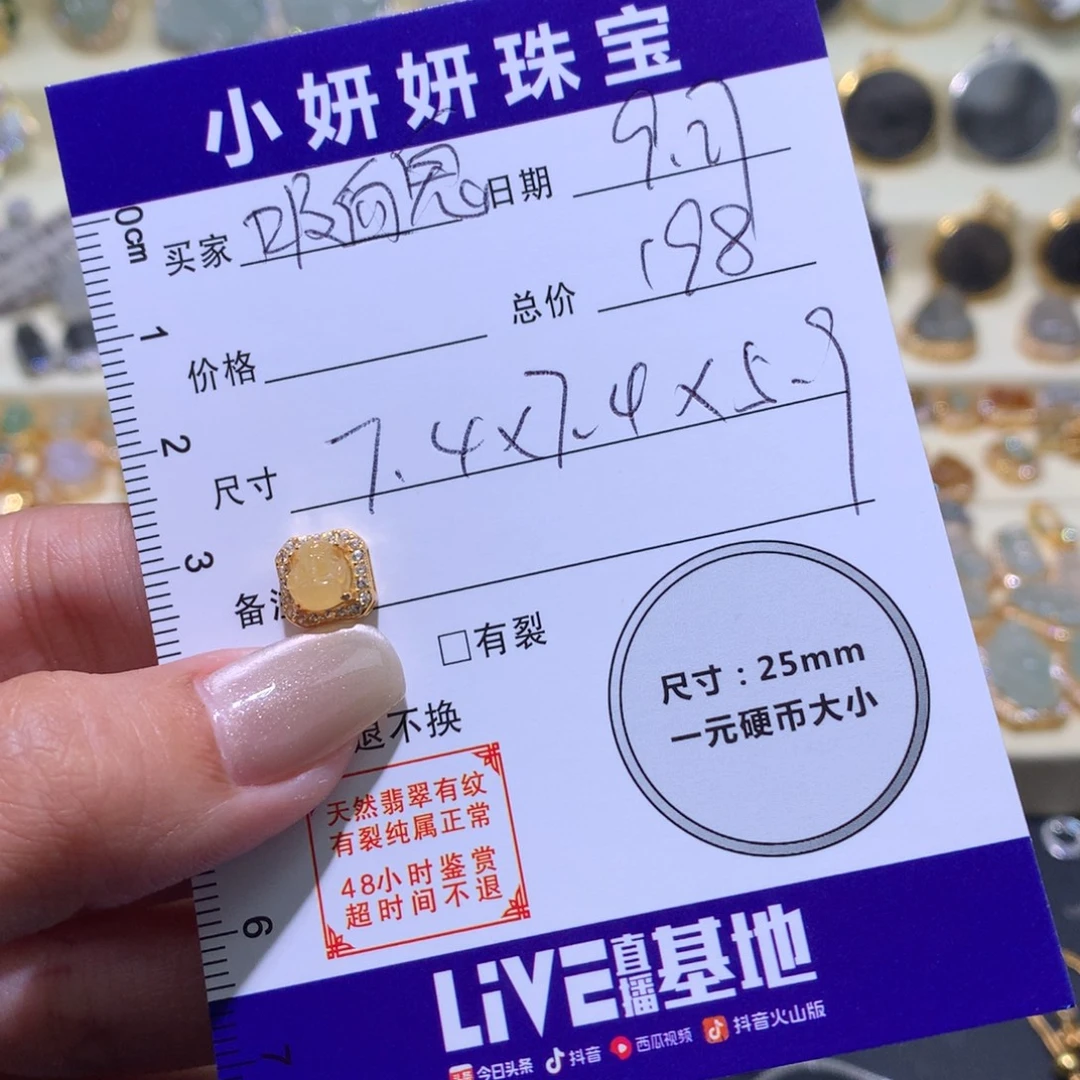 小妍妍珠宝
买家 日期 9.27
价格 总价 198
尺寸 7.4×7.4×5.9
备
□有裂
退不换
尺寸：25mm
一元硬币大小
天然翡翠有纹
有裂纯属正常
48小时鉴赏
超时间不退
LiVE直播基地
今日头条 抖音 西瓜视频 抖音火山版
0cm
1
2
3
6
7